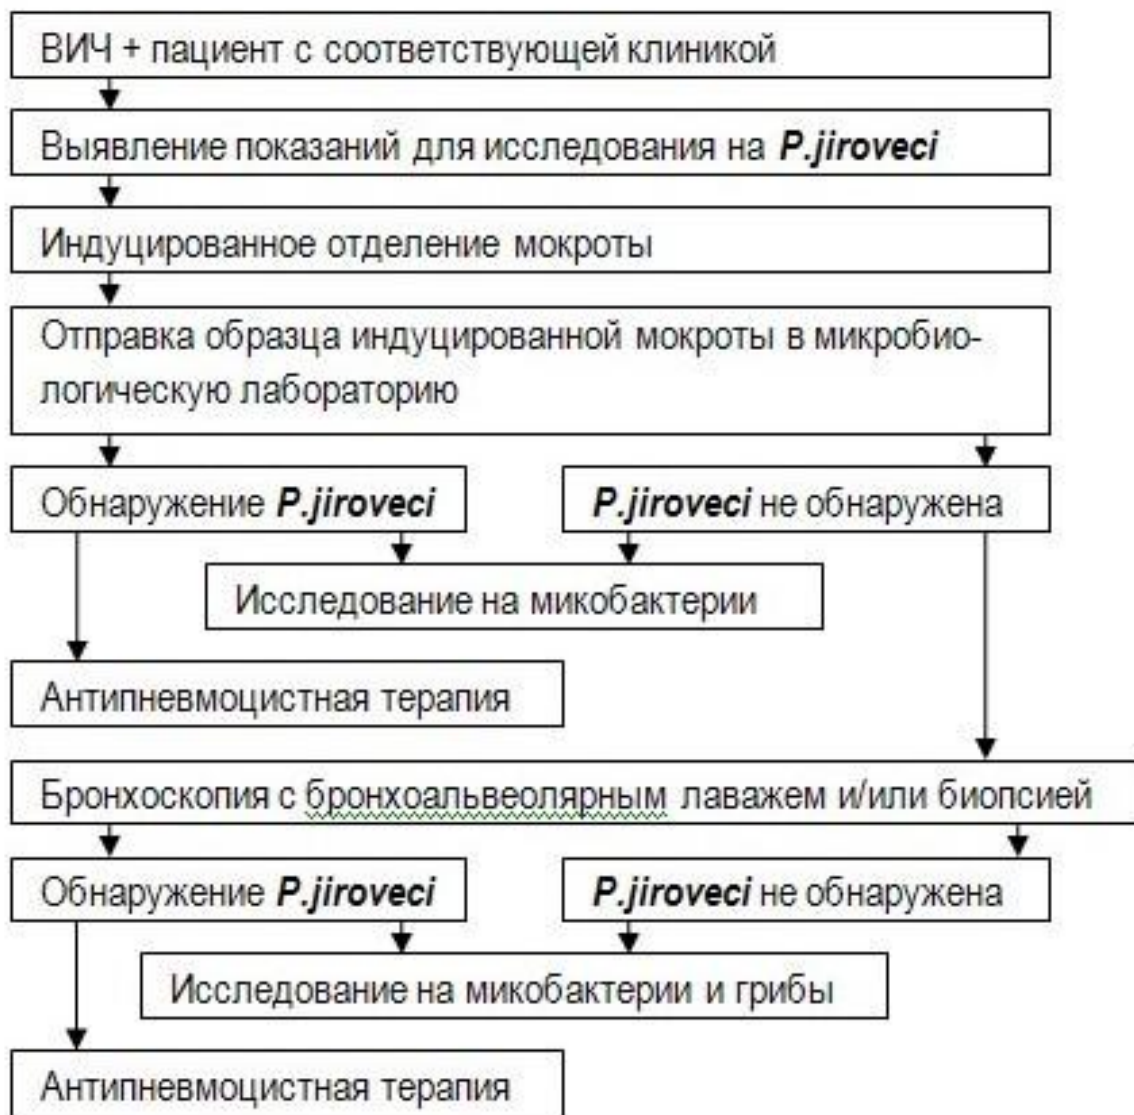 ВИЧ + пациент с соответствующей клиникой
Выявление показаний для исследования на P.jiroveci
Индуцированное отделение мокроты
Отправка образца индуцированной мокроты в микробио-
логическую лабораторию
Обнаружение P.jiroveci
P.jiroveci не обнаружена
Исследование на микобактерии
Антипневмоцистная терапия
Бронхоскопия с бронхоальвеолярным лаважем и/или биопсией
Обнаружение P.jiroveci
P.jiroveci не обнаружена
Исследование на микобактерии и грибы
Антипневмоцистная терапия